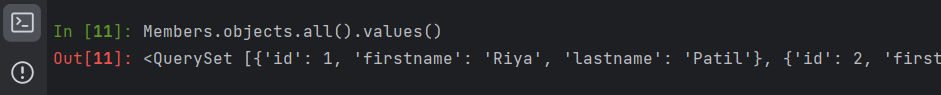 In [11]: Members.objects.all().values()
Out[11]: <QuerySet [{'id': 1, 'firstname': 'Riya', 'lastname': 'Patil'}, {'id': 2, 'first